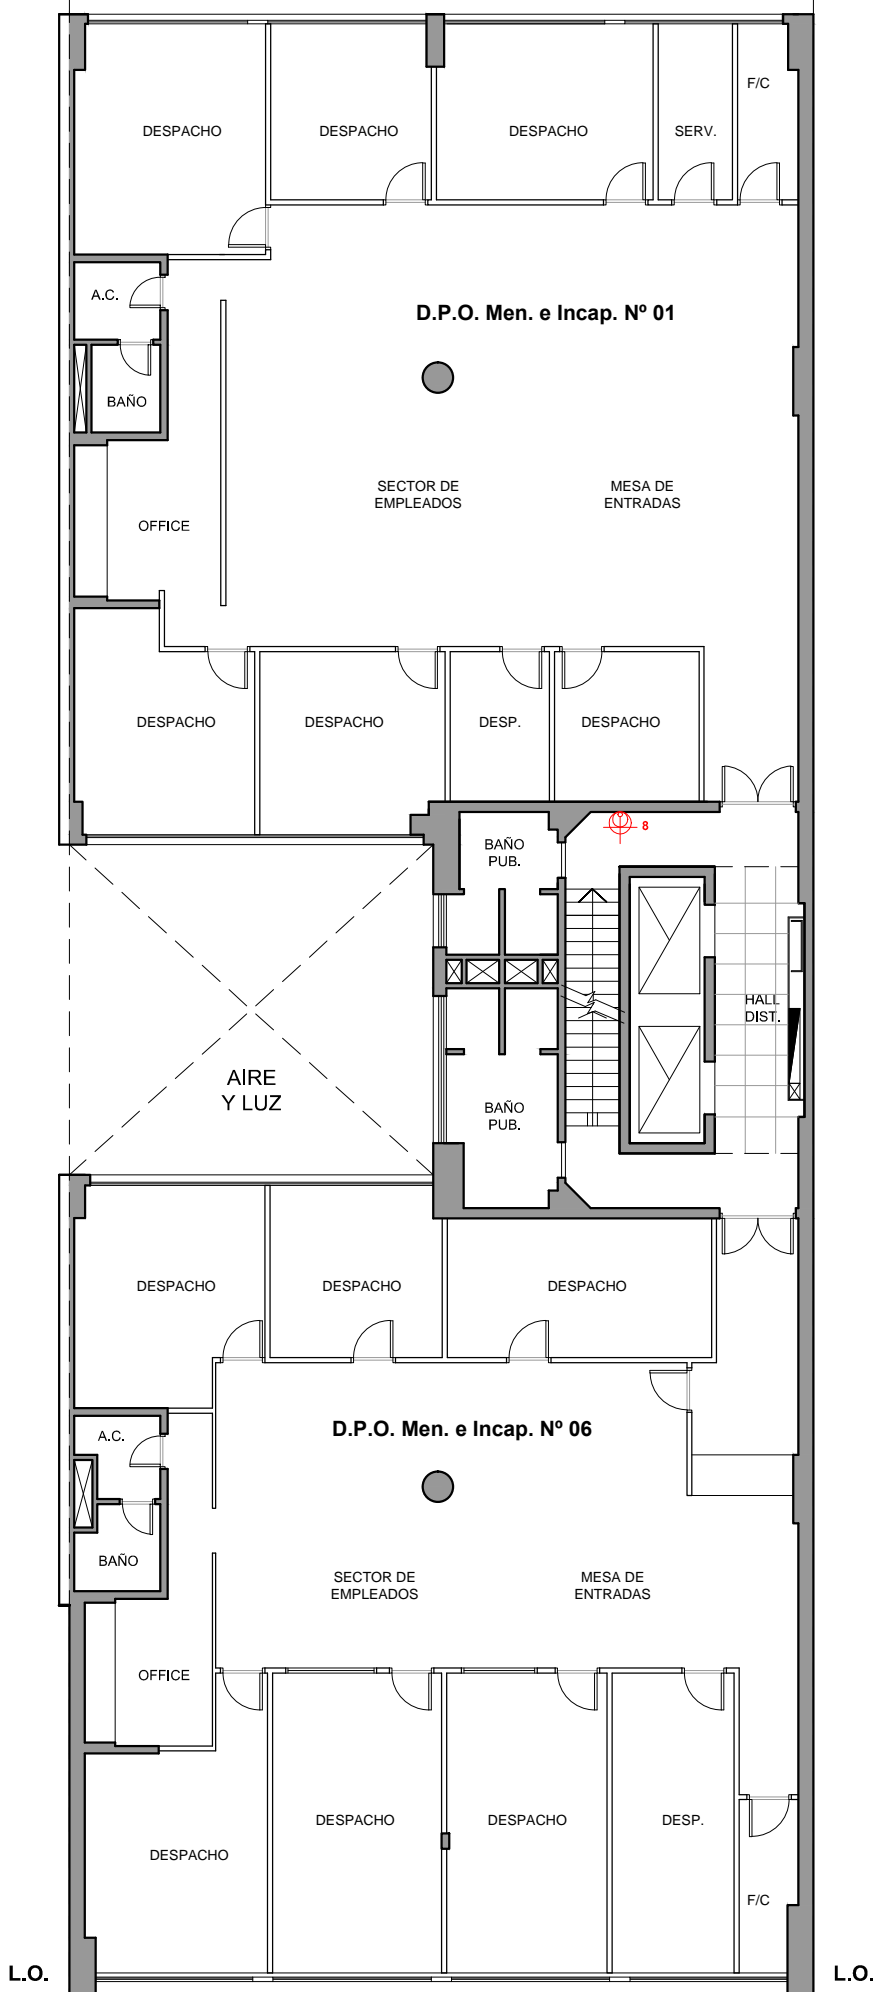 F/C
DESPACHO
DESPACHO
DESPACHO
SERV.
A.C.
D.P.O. Men. e Incap. Nº 01
BAÑO
SECTOR DE
EMPLEADOS
MESA DE
ENTRADAS
OFFICE
DESPACHO
DESPACHO
DESP.
DESPACHO
8
BAÑO
PUB.
HALL
DIST.
AIRE
Y LUZ
BAÑO
PUB.
DESPACHO
DESPACHO
DESPACHO
D.P.O. Men. e Incap. Nº 06
A.C.
BAÑO
SECTOR DE
EMPLEADOS
MESA DE
ENTRADAS
OFFICE
DESPACHO
DESPACHO
DESP.
DESPACHO
F/C
L.O.
L.O.